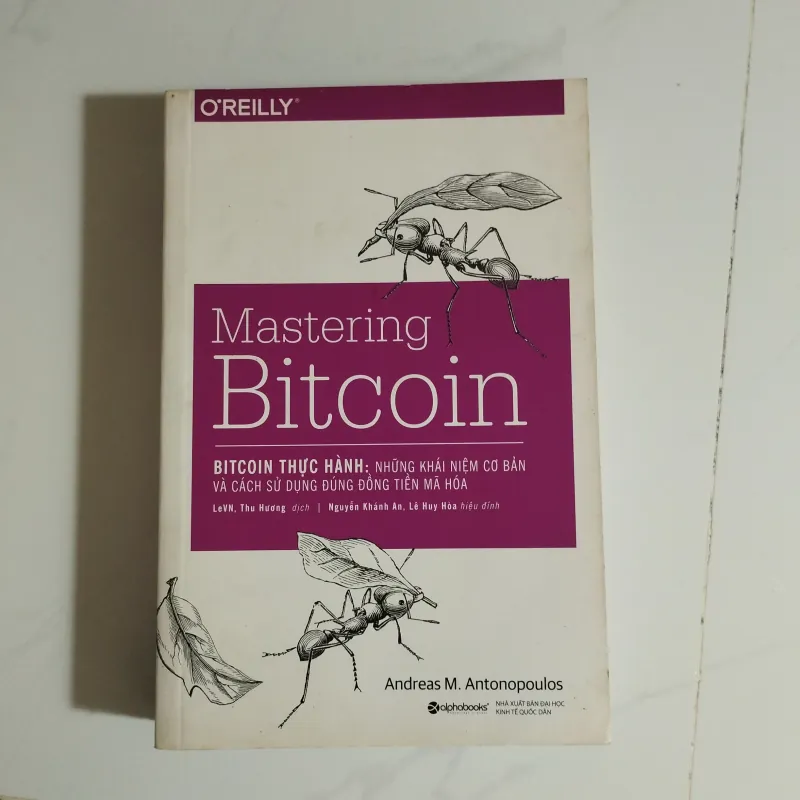 O'REILLY®
Mastering
Bitcoin
BITCOIN THỰC HÀNH: NHỮNG KHÁI NIỆM CƠ BẢN
VÀ CÁCH SỬ DỤNG ĐÚNG ĐỒNG TIỀN MÃ HÓA
LeVN, Thu Hương dịch | Nguyễn Khánh An, Lê Huy Hòa hiệu đính
Andreas M. Antonopoulos
alphabooks®
NHÀ XUẤT BẢN ĐẠI HỌC
KINH TẾ QUỐC DÂN